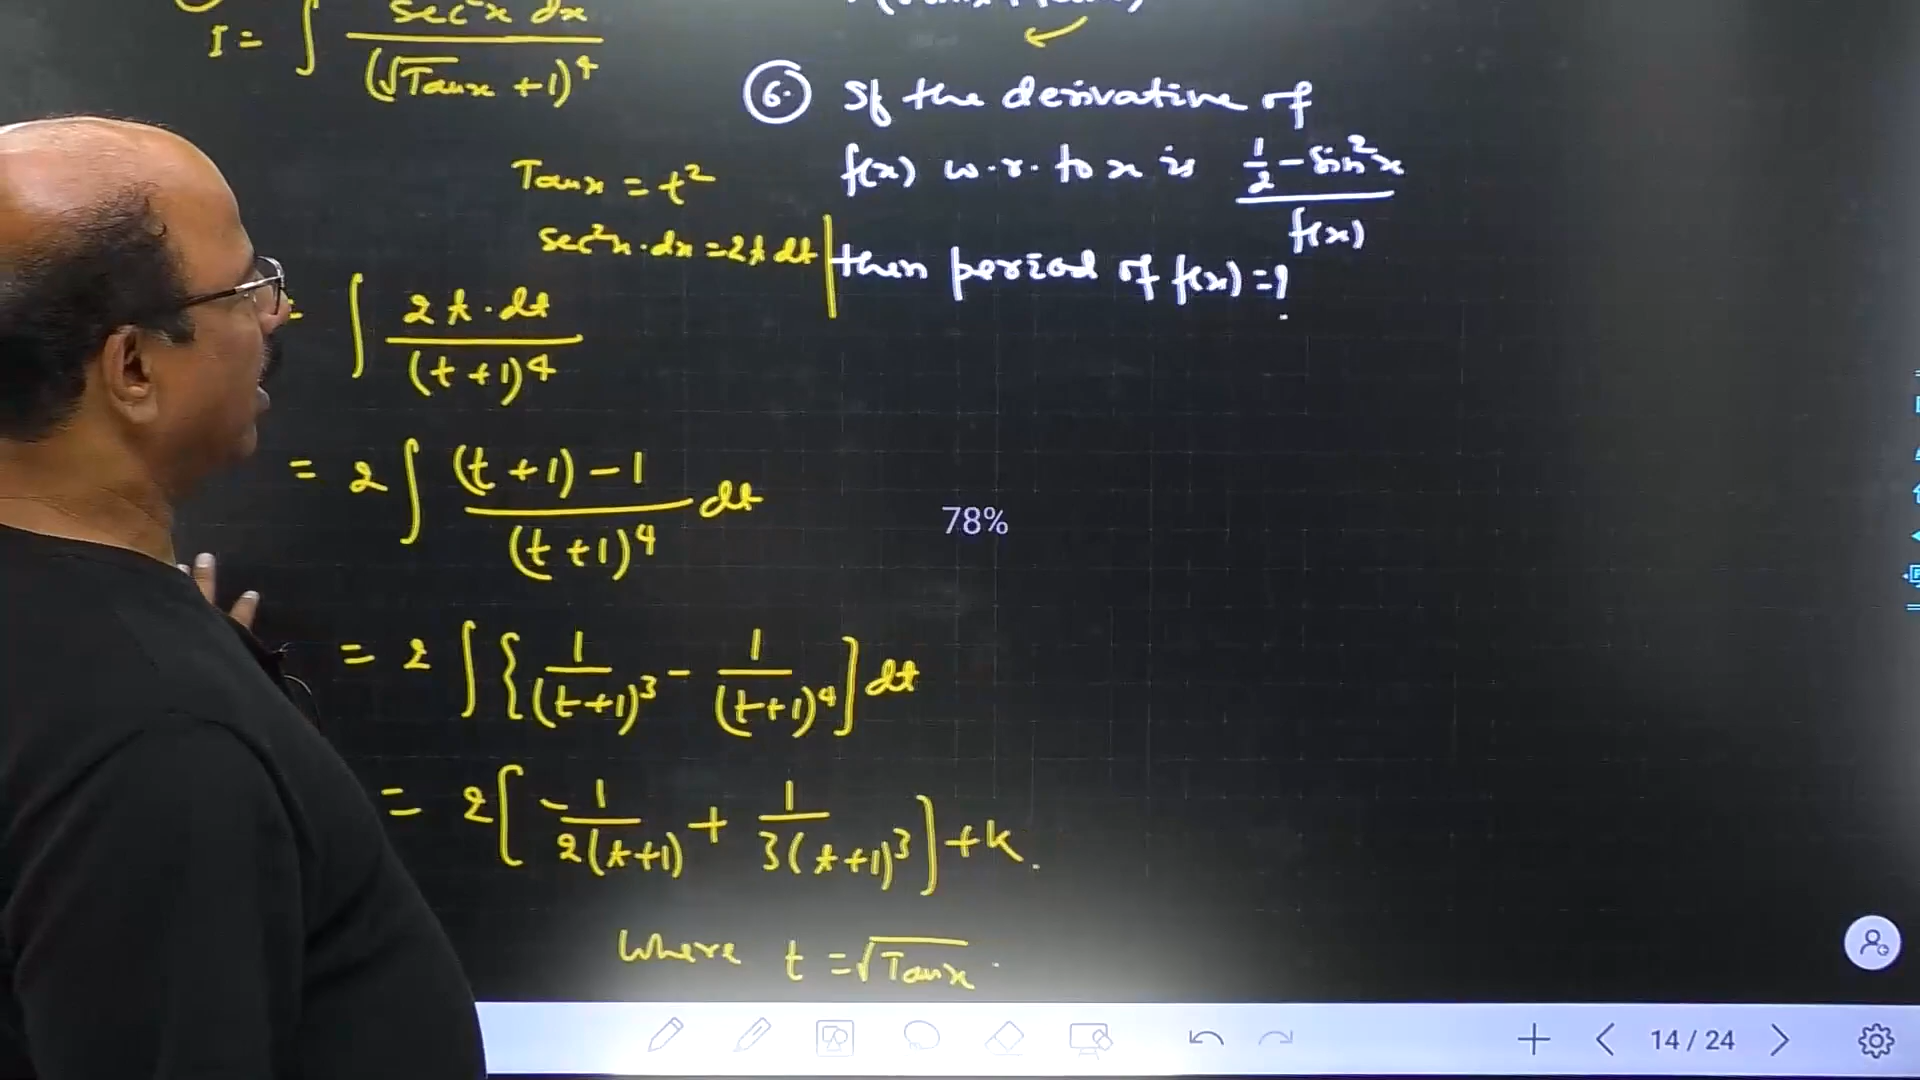 I = ∫ sec²x dx / (√Tanx + 1)⁴
Tanx = t²
sec²x·dx = 2t dt
= ∫ 2t·dt / (t+1)⁴
= 2 ∫ (t+1) − 1 / (t+1)⁴ dt
= 2 ∫ { 1/(t+1)³ − 1/(t+1)⁴ ] dt
= 2 [ −1/2(t+1) + 1/3(t+1)³ ] + k.
where t = √Tanx.
6. If the derivative of
f(x) w.r. to x is ½ − Sin²x / f(x)
then period of f(x) = ?
78%
14 / 24